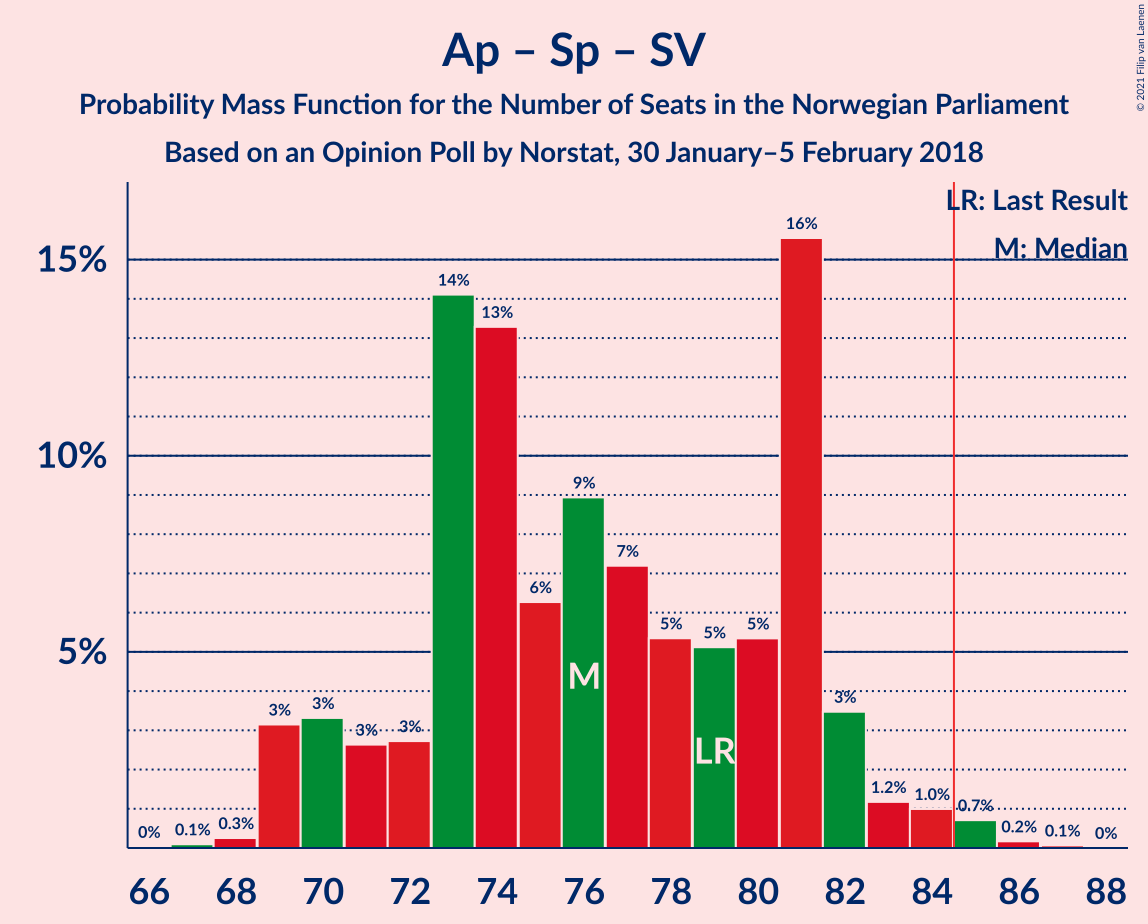 Ap – Sp – SV
Probability Mass Function for the Number of Seats in the Norwegian Parliament
Based on an Opinion Poll by Norstat, 30 January–5 February 2018
© 2021 Filip van Laenen
LR: Last Result
M: Median
15%
10%
5%
0%
0.1%
0.3%
3%
3%
3%
3%
14%
13%
6%
9%
7%
5%
5%
5%
16%
3%
1.2%
1.0%
0.7%
0.2%
0.1%
0%
M
LR
66 68 70 72 74 76 78 80 82 84 86 88